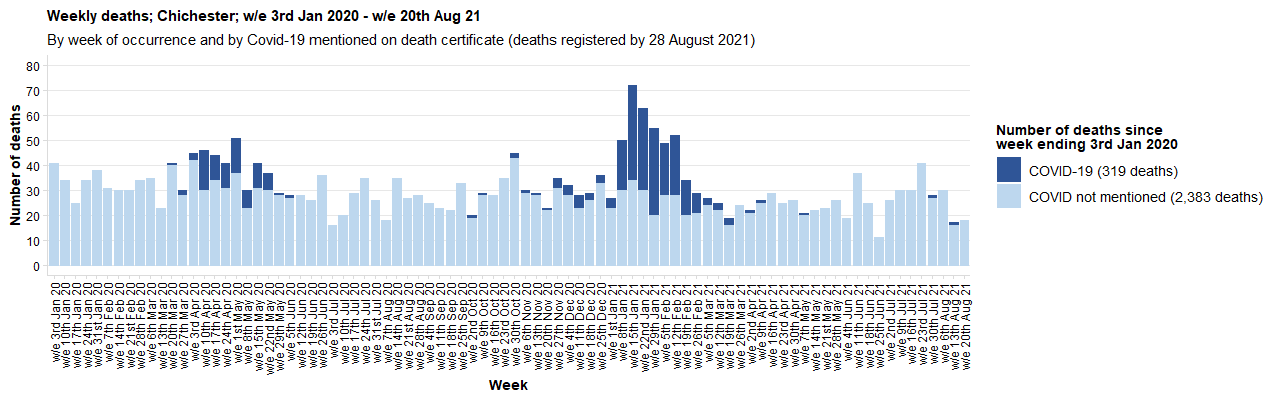 Weekly deaths; Chichester; w/e 3rd Jan 2020 - w/e 20th Aug 21
By week of occurrence and by Covid-19 mentioned on death certificate (deaths registered by 28 August 2021)
Number of deaths
80
70
60
50
40
30
20
10
0
w/e 3rd Jan 20
w/e 10th Jan 20
w/e 17th Jan 20
w/e 24th Jan 20
w/e 31st Jan 20
w/e 7th Feb 20
w/e 14th Feb 20
w/e 21st Feb 20
w/e 28th Feb 20
w/e 6th Mar 20
w/e 13th Mar 20
w/e 20th Mar 20
w/e 27th Mar 20
w/e 3rd Apr 20
w/e 10th Apr 20
w/e 17th Apr 20
w/e 24th Apr 20
w/e 1st May 20
w/e 8th May 20
w/e 15th May 20
w/e 22nd May 20
w/e 29th May 20
w/e 5th Jun 20
w/e 12th Jun 20
w/e 19th Jun 20
w/e 26th Jun 20
w/e 3rd Jul 20
w/e 10th Jul 20
w/e 17th Jul 20
w/e 24th Jul 20
w/e 31st Jul 20
w/e 7th Aug 20
w/e 14th Aug 20
w/e 21st Aug 20
w/e 28th Aug 20
w/e 4th Sep 20
w/e 11th Sep 20
w/e 18th Sep 20
w/e 25th Sep 20
w/e 2nd Oct 20
w/e 9th Oct 20
w/e 16th Oct 20
w/e 23rd Oct 20
w/e 30th Oct 20
w/e 6th Nov 20
w/e 13th Nov 20
w/e 20th Nov 20
w/e 27th Nov 20
w/e 4th Dec 20
w/e 11th Dec 20
w/e 18th Dec 20
w/e 25th Dec 20
w/e 1st Jan 21
w/e 8th Jan 21
w/e 15th Jan 21
w/e 22nd Jan 21
w/e 29th Jan 21
w/e 5th Feb 21
w/e 12th Feb 21
w/e 19th Feb 21
w/e 26th Feb 21
w/e 5th Mar 21
w/e 12th Mar 21
w/e 19th Mar 21
w/e 26th Mar 21
w/e 2nd Apr 21
w/e 9th Apr 21
w/e 16th Apr 21
w/e 23rd Apr 21
w/e 30th Apr 21
w/e 7th May 21
w/e 14th May 21
w/e 21st May 21
w/e 28th May 21
w/e 4th Jun 21
w/e 11th Jun 21
w/e 18th Jun 21
w/e 25th Jun 21
w/e 2nd Jul 21
w/e 9th Jul 21
w/e 16th Jul 21
w/e 23rd Jul 21
w/e 30th Jul 21
w/e 6th Aug 21
w/e 13th Aug 21
w/e 20th Aug 21
Week
Number of deaths since
week ending 3rd Jan 2020
COVID-19 (319 deaths)
COVID not mentioned (2,383 deaths)